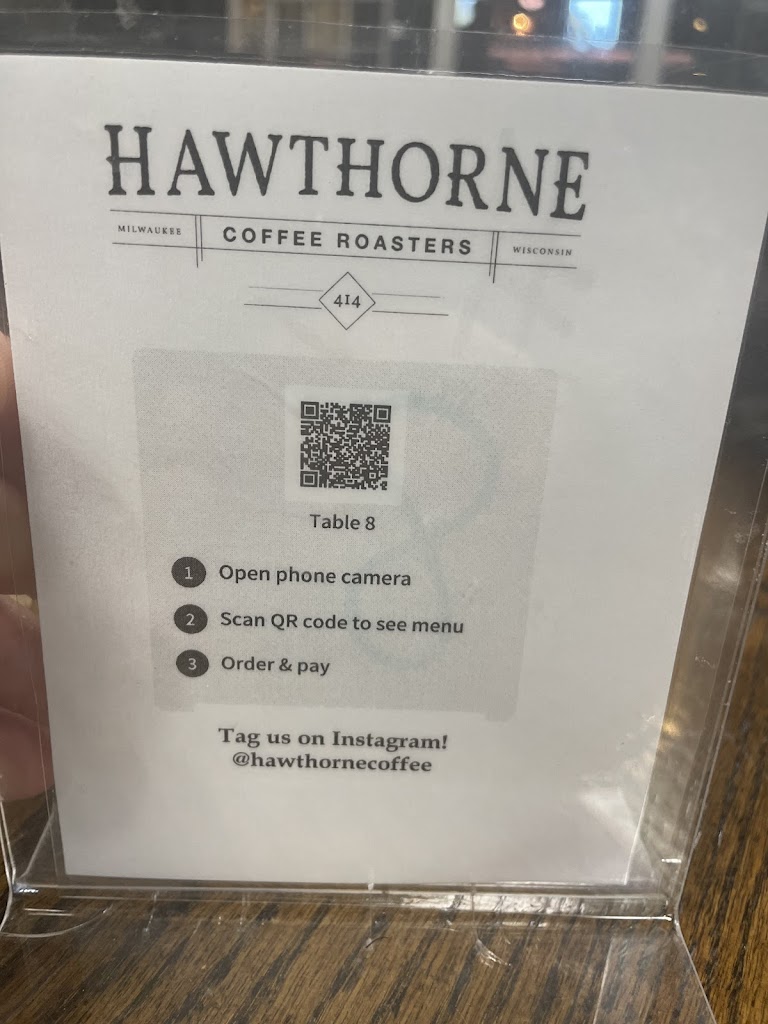 HAWTHORNE
MILWAUKEE COFFEE ROASTERS WISCONSIN
414
Table 8
1 Open phone camera
2 Scan QR code to see menu
3 Order & pay
Tag us on Instagram!
@hawthornecoffee